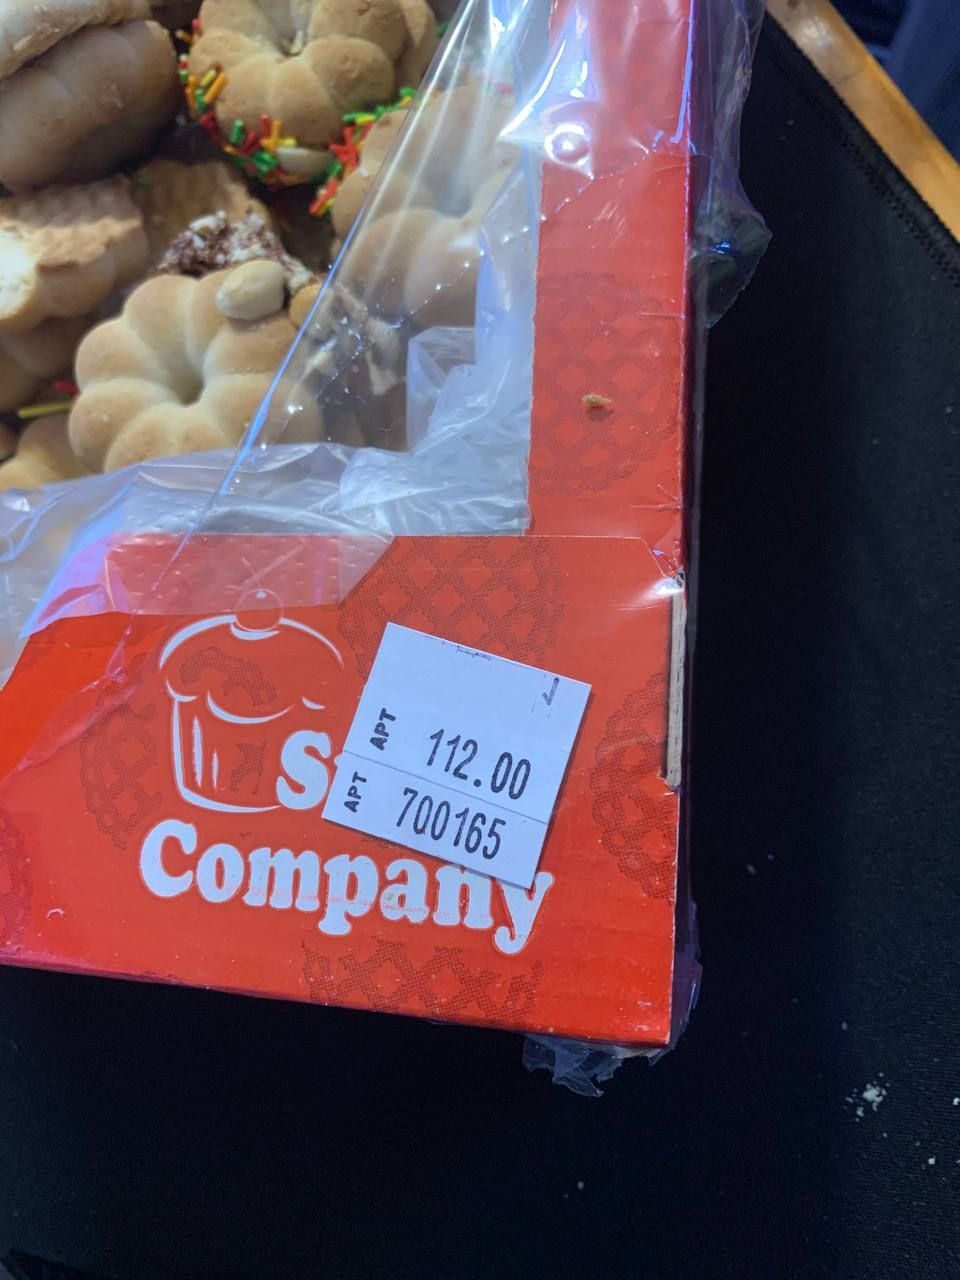 S
Company
APT 112.00
APT 700165